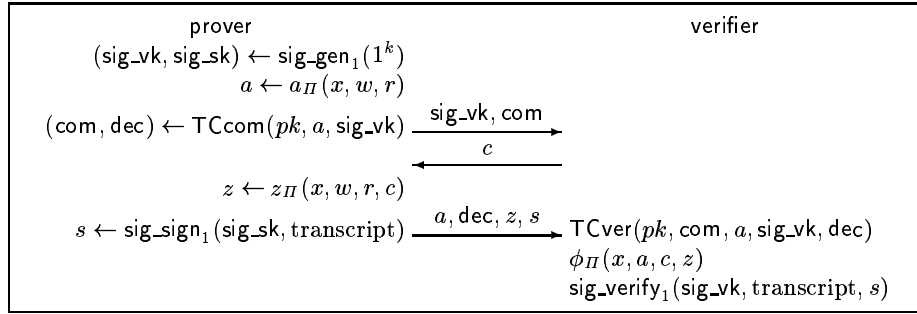 prover verifier
(sig_vk, sig_sk) ← sig_gen₁(1ᵏ)
a ← a_Π(x, w, r)
(com, dec) ← TCcom(pk, a, sig_vk) sig_vk, com
c
z ← z_Π(x, w, r, c)
s ← sig_sign₁(sig_sk, transcript) a, dec, z, s TCver(pk, com, a, sig_vk, dec)
ϕ_Π(x, a, c, z)
sig_verify₁(sig_vk, transcript, s)